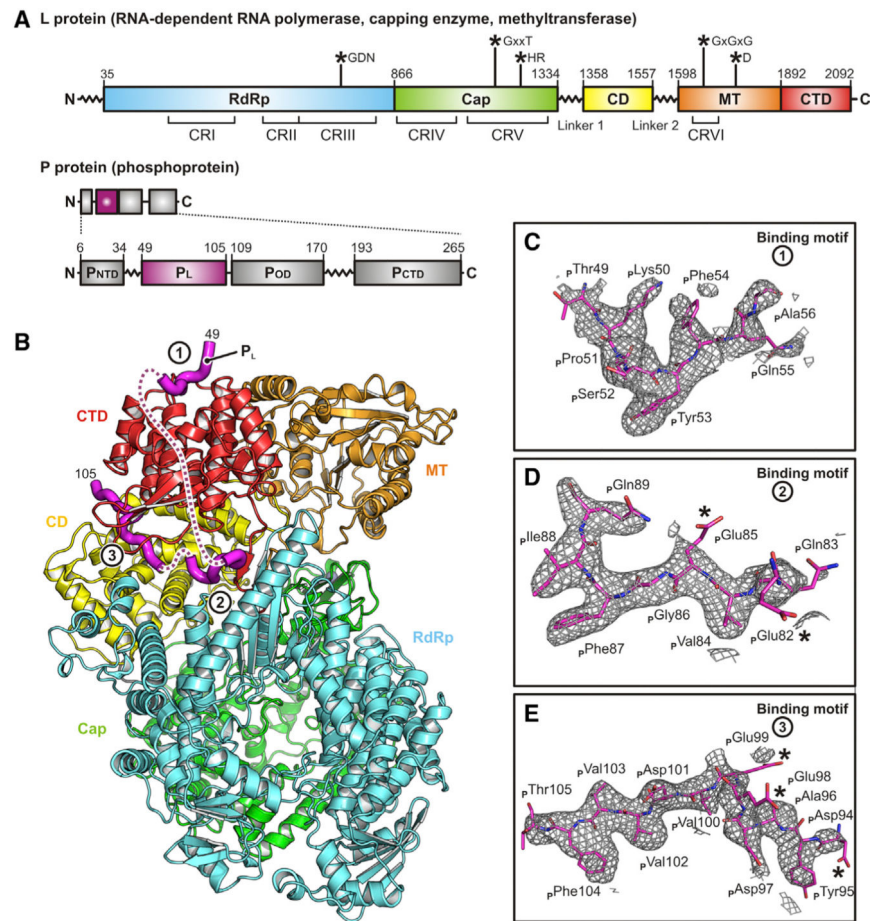 A
L protein (RNA-dependent RNA polymerase, capping enzyme, methyltransferase)
*GDN
*GxxT
*HR
*GxGxG
*D
35 866 1334 1358 1557 1598 1892 2092
N RdRp Cap CD MT CTD C
CRI CRII CRIII CRIV CRV Linker 1 Linker 2 CRVI
P protein (phosphoprotein)
N C
6 34 49 105 109 170 193 265
N PNTD PL POD PCTD C
B
1
49
PL
CTD
MT
105
CD
3
2
RdRp
Cap
C
Binding motif
1
PThr49
PLys50
PPhe54
PAla56
PPro51
PGln55
PSer52
PTyr53
D
Binding motif
2
PGln89
*
PIle88
PGlu85
PGln83
PGly86
PVal84
PGlu82
*
PPhe87
E
Binding motif
3
PGlu99
*
PVal103
PAsp101
PGlu98
*
PThr105
PAla96
PVal100
PAsp94
PVal102
*
PPhe104
PAsp97
PTyr95